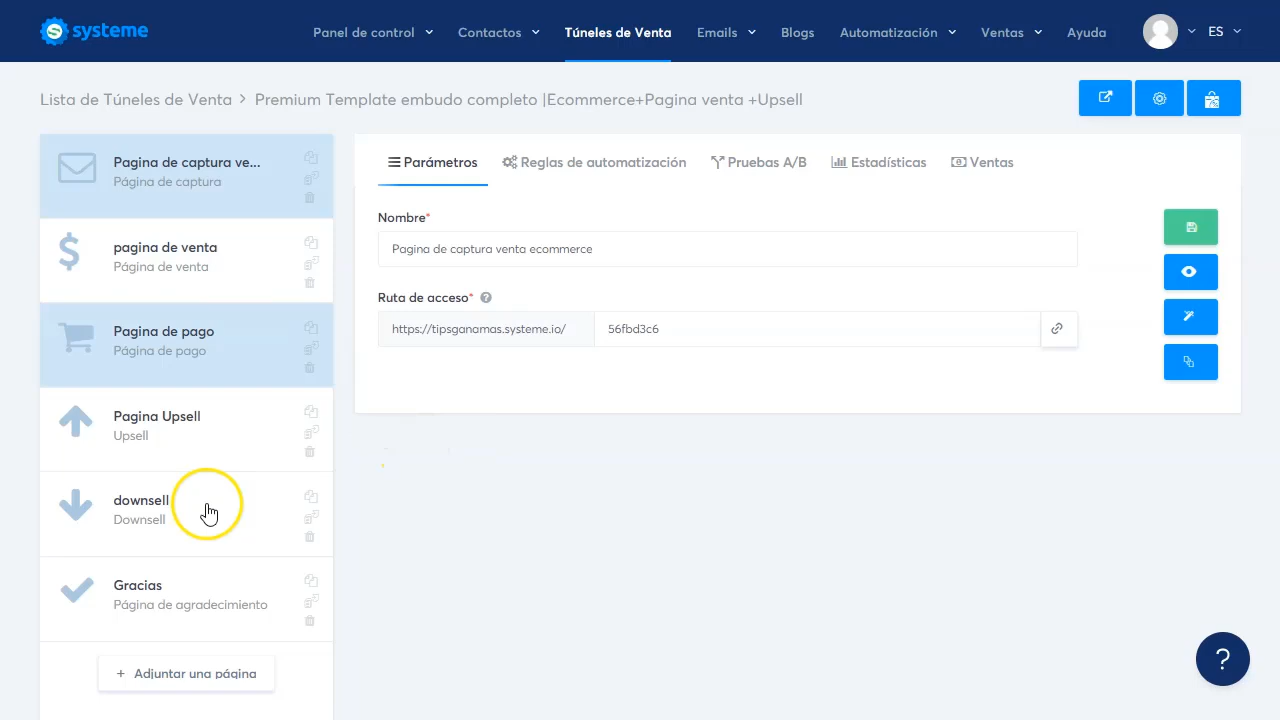 systeme
Panel de control
Contactos
Túneles de Venta
Emails
Blogs
Automatización
Ventas
Ayuda
ES
Lista de Túneles de Venta > Premium Template embudo completo |Ecommerce+Pagina venta +Upsell
Pagina de captura ve...
Página de captura
pagina de venta
Página de venta
Pagina de pago
Página de pago
Pagina Upsell
Upsell
downsell
Downsell
Gracias
Página de agradecimiento
+ Adjuntar una página
Parámetros
Reglas de automatización
Pruebas A/B
Estadísticas
Ventas
Nombre*
Pagina de captura venta ecommerce
Ruta de acceso* ?
https://tipsganamas.systeme.io/
56fbd3c6
?